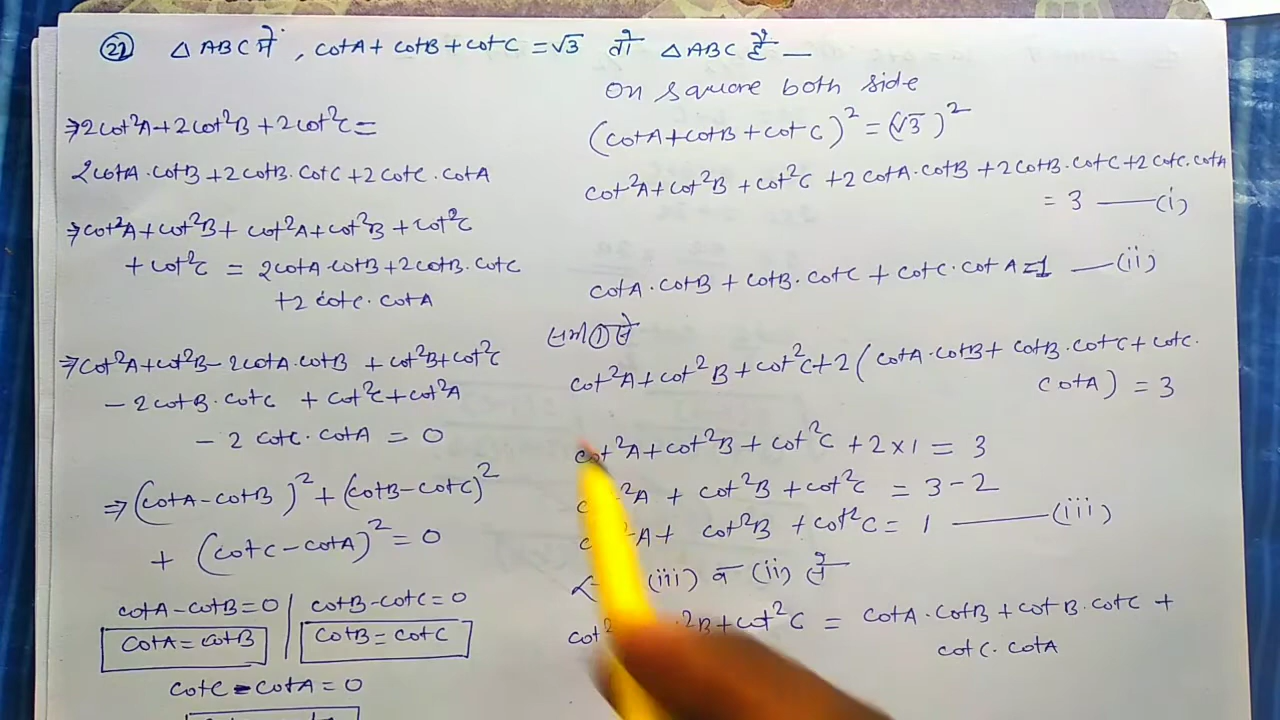 (21) △ABC में, cotA + cotB + cotC = √3 तो △ABC है —
On square both side
(cotA + cotB + cotC)² = (√3)²
cot²A + cot²B + cot²C + 2cotA·cotB + 2cotB·cotC + 2cotC·cotA
= 3 —— (i)
cotA·cotB + cotB·cotC + cotC·cotA = 1 —— (ii)
समी① से
cot²A + cot²B + cot²C + 2(cotA·cotB + cotB·cotC + cotC·
cotA) = 3
cot²A + cot²B + cot²C + 2×1 = 3
²A + cot²B + cot²C = 3 - 2
²A + cot²B + cot²C = 1 —— (iii)
(iii) व (ii) से
cot ²B + cot²C = cotA·cotB + cotB·cotC +
cotC·cotA
⇒ 2cot²A + 2cot²B + 2cot²C =
2cotA·cotB + 2cotB·cotC + 2cotC·cotA
⇒ cot²A + cot²B + cot²A + cot²B + cot²C
+ cot²C = 2cotA·cotB + 2cotB·cotC
+ 2cotC·cotA
⇒ cot²A + cot²B - 2cotA·cotB + cot²B + cot²C
- 2cotB·cotC + cot²C + cot²A
- 2cotC·cotA = 0
⇒ (cotA - cotB)² + (cotB - cotC)²
+ (cotC - cotA)² = 0
cotA - cotB = 0 | cotB - cotC = 0
cotA = cotB | cotB = cotC
cotC - cotA = 0